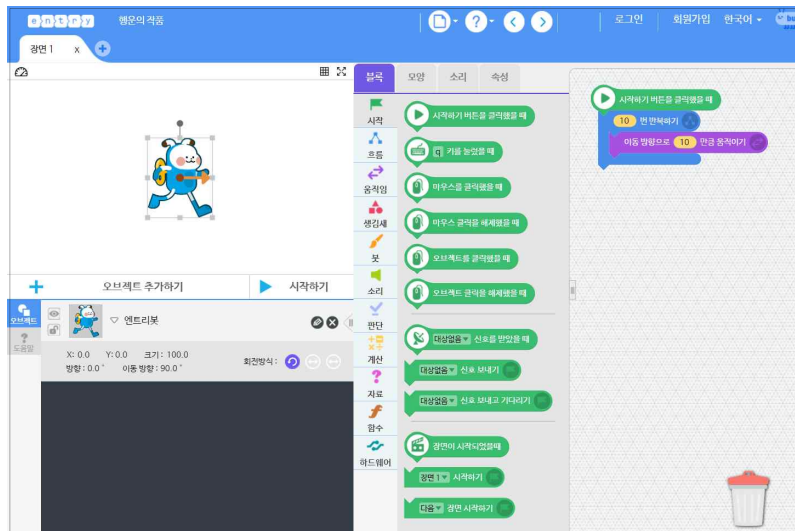 entry 행운의 작품
? 로그인 회원가입 한국어
장면 1 x +
블록 모양 소리 속성
시작
흐름
움직임
생김새
붓
소리
판단
계산
자료
함수
하드웨어
시작하기 버튼을 클릭했을 때
q 키를 눌렀을 때
마우스를 클릭했을 때
마우스 클릭을 해제했을 때
오브젝트를 클릭했을 때
오브젝트 클릭을 해제했을 때
대상없음 신호를 받았을 때
대상없음 신호 보내기
대상없음 신호 보내고 기다리기
장면이 시작되었을때
장면 1 시작하기
다음 장면 시작하기
시작하기 버튼을 클릭했을 때
10 번 반복하기
이동 방향으로 10 만큼 움직이기
+ 오브젝트 추가하기 시작하기
오브젝트
? 도움말
엔트리봇
X: 0.0 Y: 0.0 크기 : 100.0
방향 : 0.0˚ 이동 방향 : 90.0˚
회전방식 :